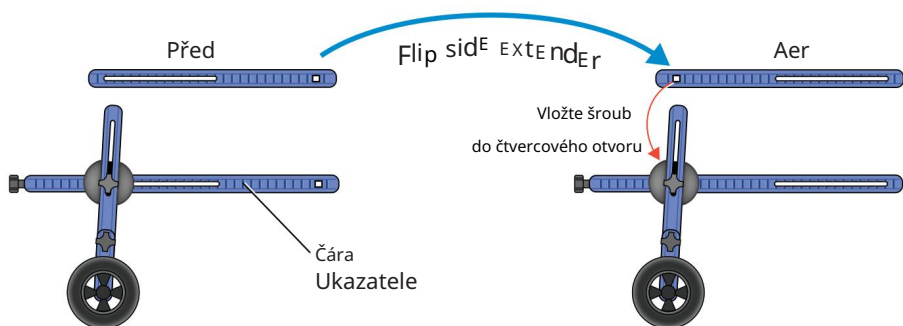 Před
Flip sidE ExtEndEr
Aer
Vložte šroub
do čtvercového otvoru
Čára
Ukazatele